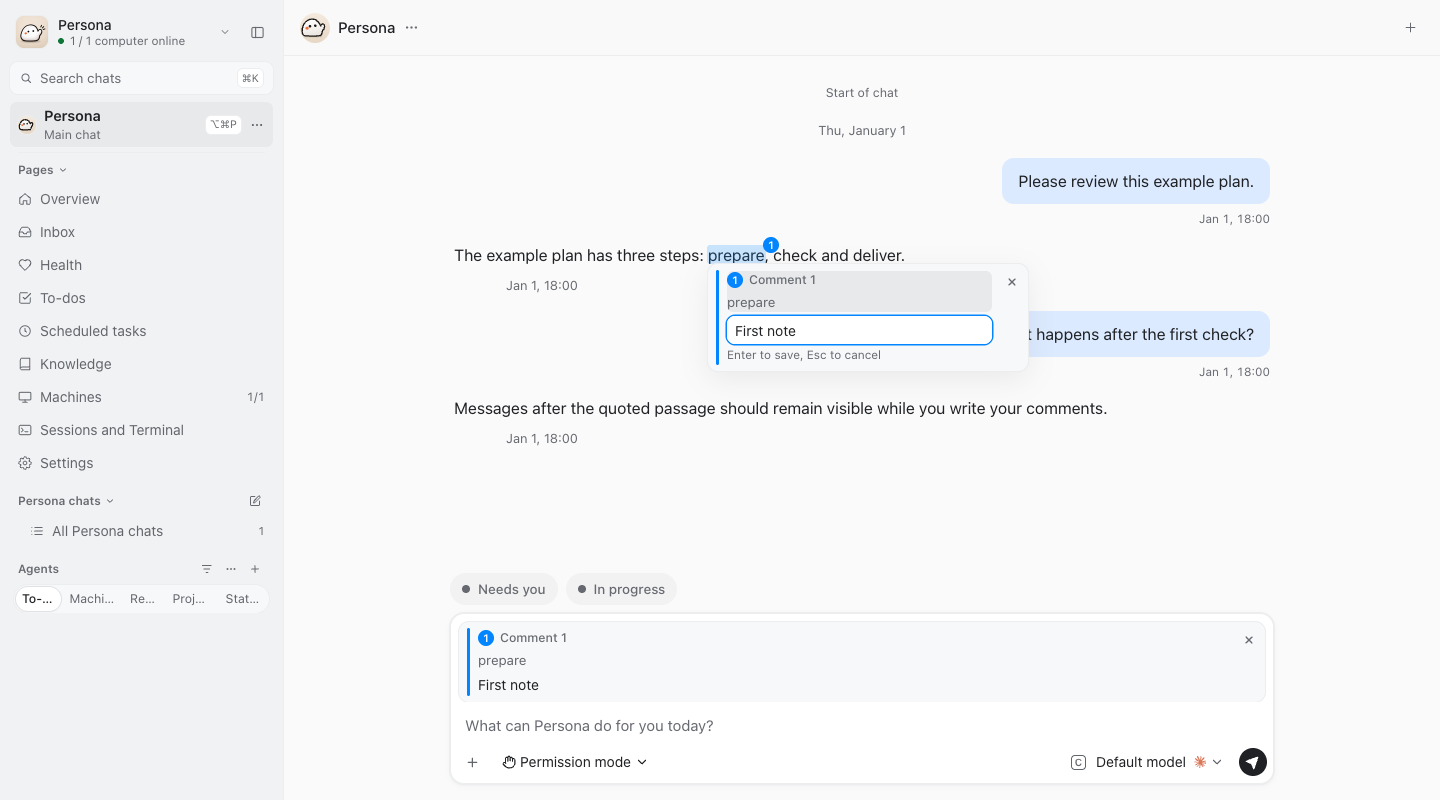 Persona
1 / 1 computer online
Search chats
⌘K
Persona
Main chat
⌥⌘P
Pages
Overview
Inbox
Health
To-dos
Scheduled tasks
Knowledge
Machines
1/1
Sessions and Terminal
Settings
Persona chats
All Persona chats
1
Agents
To-...
Machi...
Re...
Proj...
Stat...
Persona
Start of chat
Thu, January 1
Please review this example plan.
Jan 1, 18:00
The example plan has three steps: prepare, check and deliver.
1
Jan 1, 18:00
1 Comment 1
prepare
First note
Enter to save, Esc to cancel
t happens after the first check?
Jan 1, 18:00
Messages after the quoted passage should remain visible while you write your comments.
Jan 1, 18:00
Needs you
In progress
1 Comment 1
prepare
First note
What can Persona do for you today?
Permission mode
C
Default model